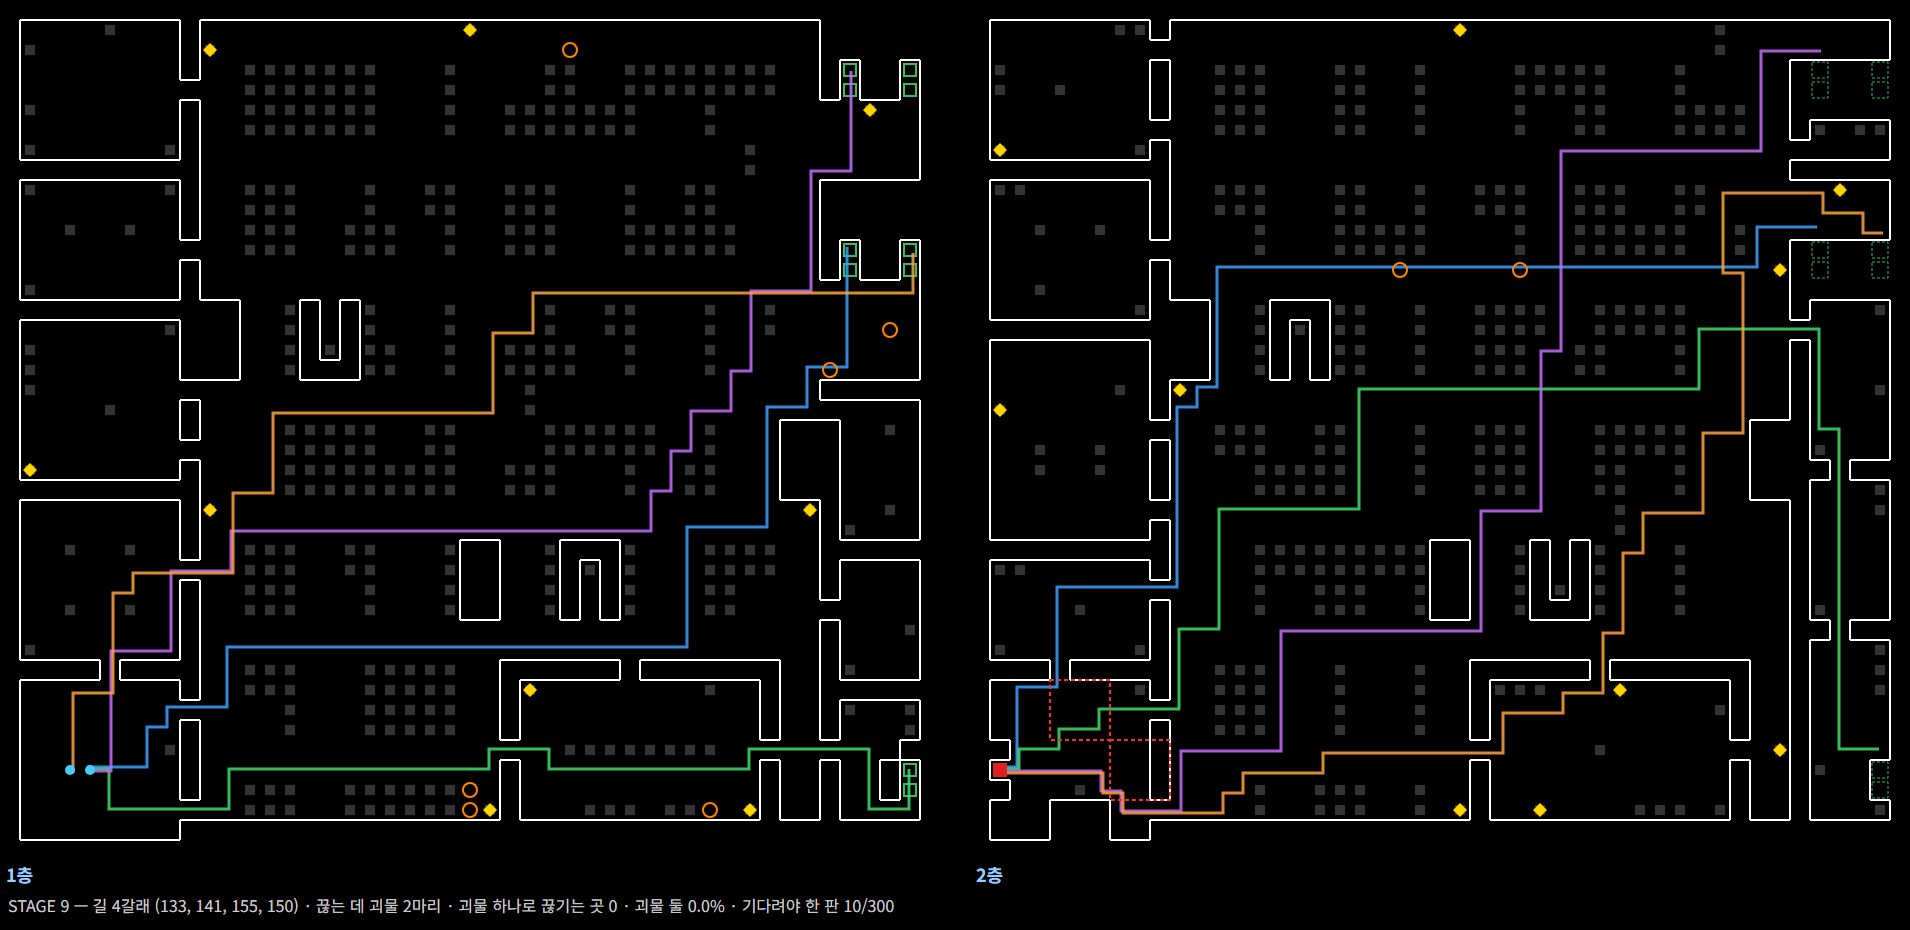 1층
2층
STAGE 9 — 길 4갈래 (133, 141, 155, 150) · 끊는 데 괴물 2마리 · 괴물 하나로 끊기는 곳 0 · 괴물 둘 0.0% · 기다려야 한 판 10/300